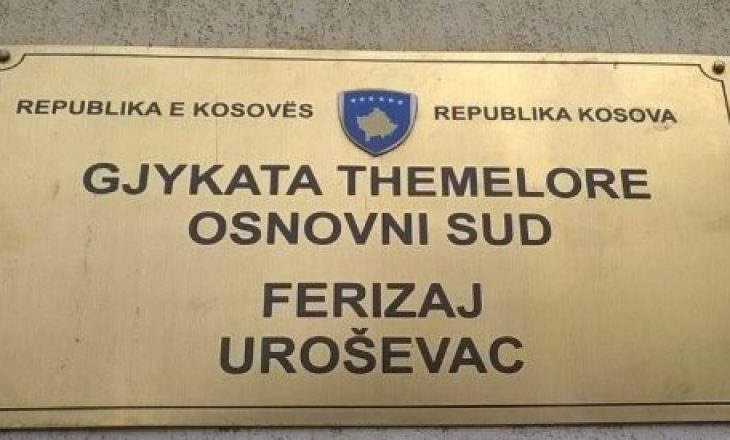 REPUBLIKA E KOSOVËS REPUBLIKA KOSOVA
GJYKATA THEMELORE
OSNOVNI SUD
FERIZAJ
UROŠEVAC